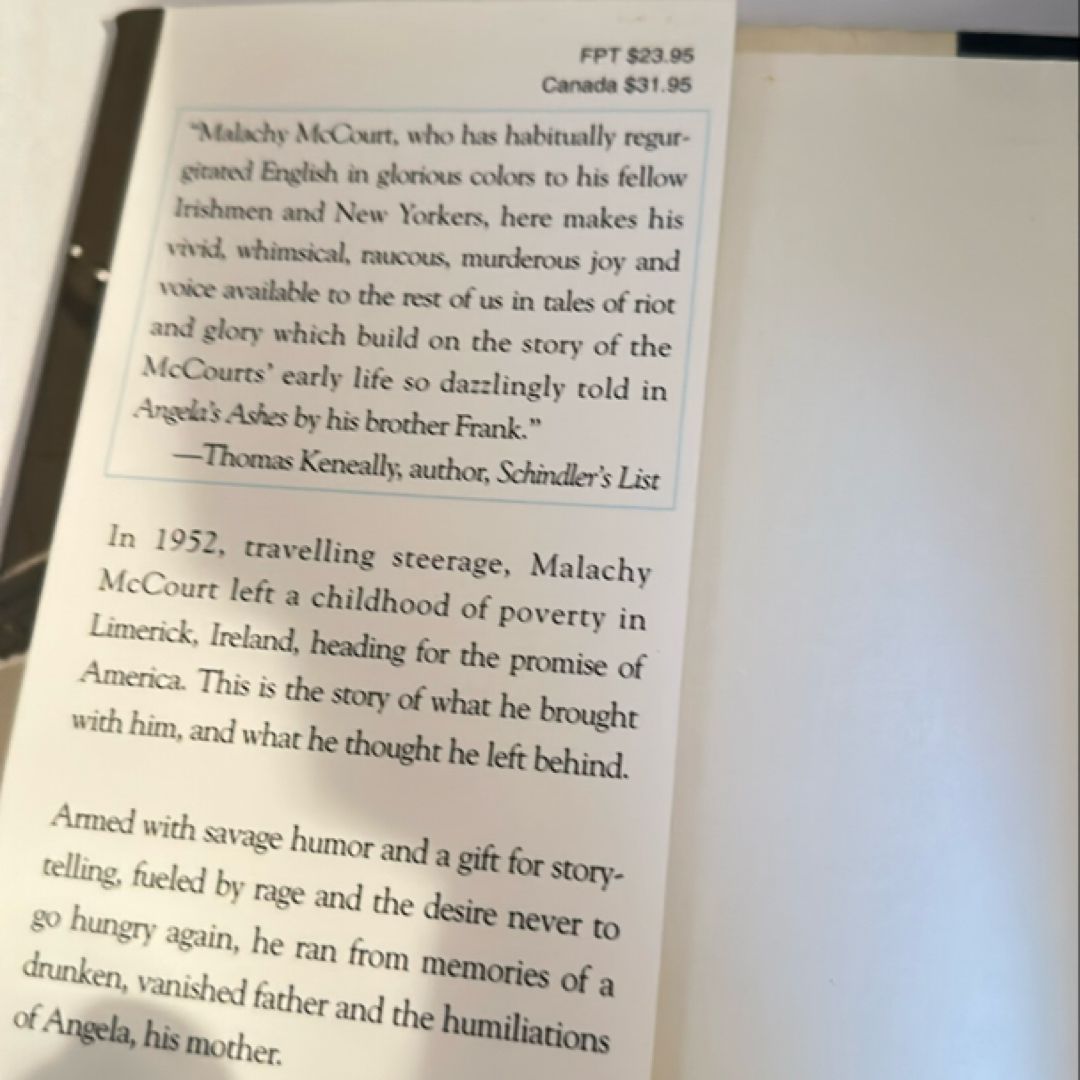 FPT $23.95
Canada $31.95
"Malachy McCourt, who has habitually regur-
gitated English in glorious colors to his fellow
Irishmen and New Yorkers, here makes his
vivid, whimsical, raucous, murderous joy and
voice available to the rest of us in tales of riot
and glory which build on the story of the
McCourts' early life so dazzlingly told in
Angela's Ashes by his brother Frank."
—Thomas Keneally, author, Schindler's List
In 1952, travelling steerage, Malachy
McCourt left a childhood of poverty in
Limerick, Ireland, heading for the promise of
America. This is the story of what he brought
with him, and what he thought he left behind.
Armed with savage humor and a gift for story-
telling, fueled by rage and the desire never to
go hungry again, he ran from memories of a
drunken, vanished father and the humiliations
of Angela, his mother.